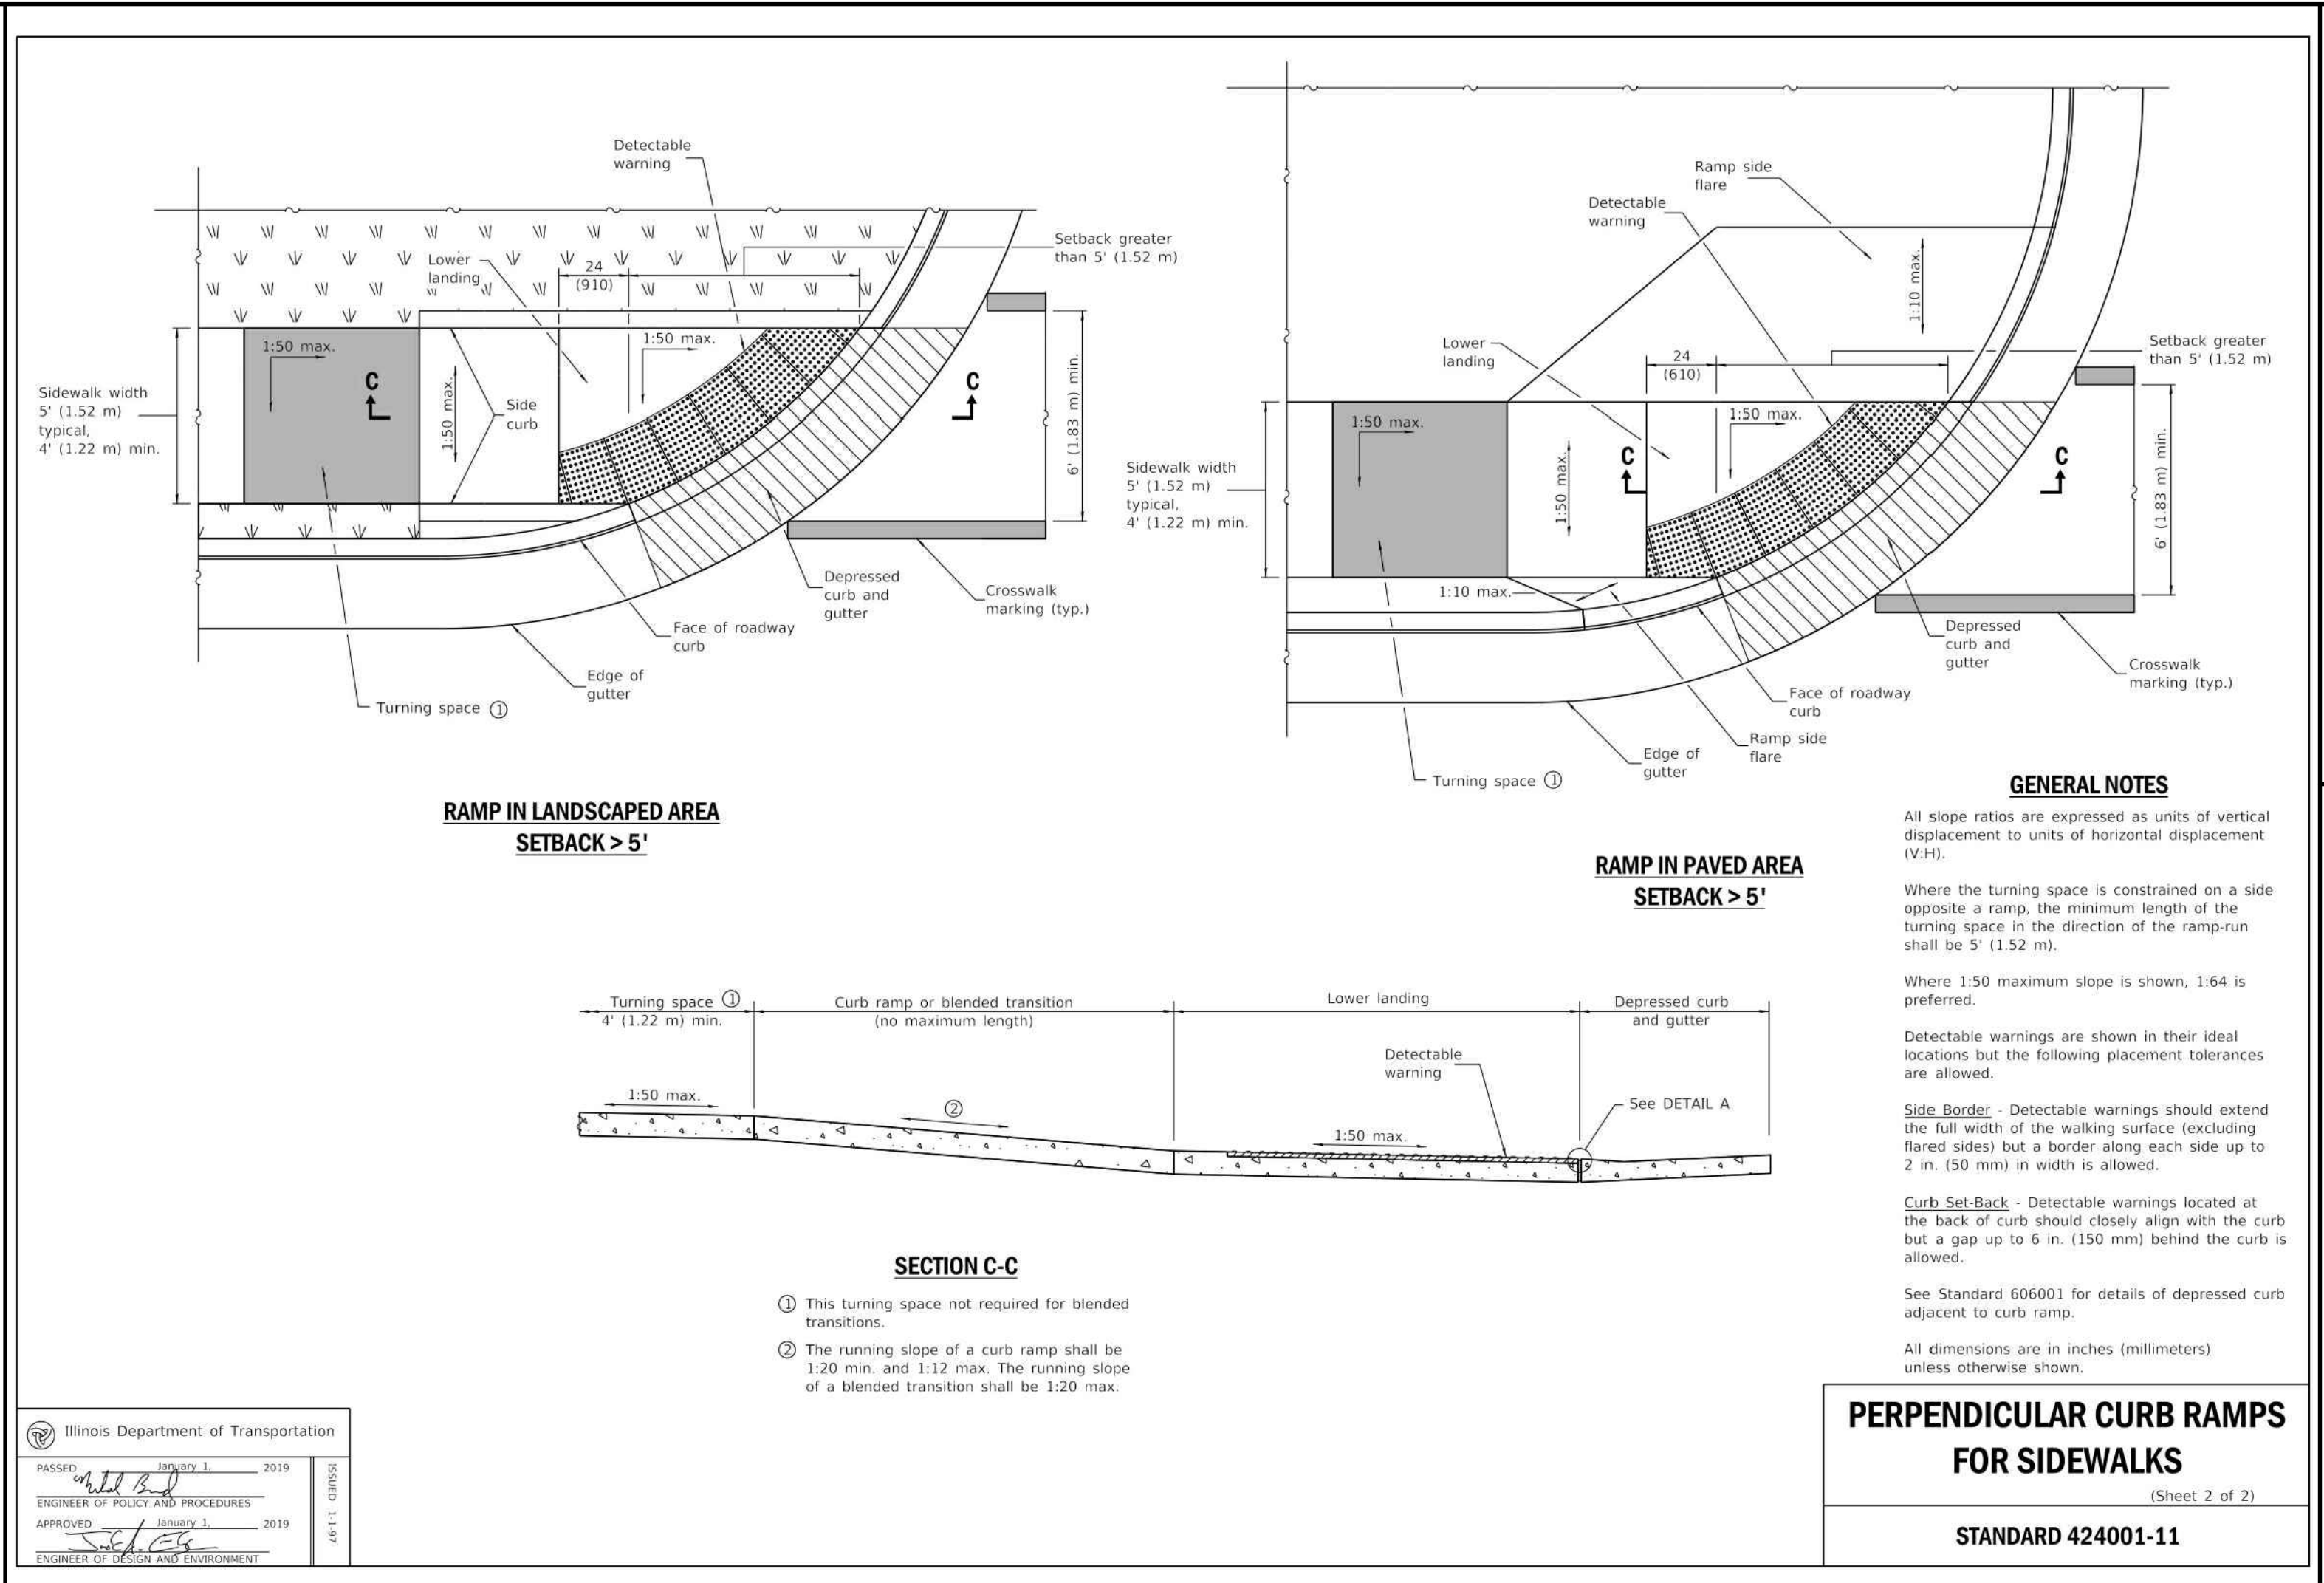 Detectable
warning
Lower
landing
24
(910)
Setback greater
than 5' (1.52 m)
1:50 max.
1:50 max.
C
C
1:50 max.
Side
curb
Sidewalk width
5' (1.52 m)
typical,
4' (1.22 m) min.
6' (1.83 m) min.
Depressed
curb and
gutter
Crosswalk
marking (typ.)
Face of roadway
curb
Edge of
gutter
Turning space ①
RAMP IN LANDSCAPED AREA
SETBACK > 5'
Ramp side
flare
Detectable
warning
1:10 max.
Lower
landing
24
(610)
Setback greater
than 5' (1.52 m)
1:50 max.
1:50 max.
C
C
1:50 max.
Sidewalk width
5' (1.52 m)
typical,
4' (1.22 m) min.
6' (1.83 m) min.
1:10 max.
Depressed
curb and
gutter
Crosswalk
marking (typ.)
Face of roadway
curb
Ramp side
flare
Edge of
gutter
Turning space ①
RAMP IN PAVED AREA
SETBACK > 5'
Turning space ①
4' (1.22 m) min.
Curb ramp or blended transition
(no maximum length)
Lower landing
Depressed curb
and gutter
Detectable
warning
1:50 max.
②
See DETAIL A
1:50 max.
SECTION C-C
① This turning space not required for blended
transitions.
② The running slope of a curb ramp shall be
1:20 min. and 1:12 max. The running slope
of a blended transition shall be 1:20 max.
GENERAL NOTES
All slope ratios are expressed as units of vertical
displacement to units of horizontal displacement
(V:H).
Where the turning space is constrained on a side
opposite a ramp, the minimum length of the
turning space in the direction of the ramp-run
shall be 5' (1.52 m).
Where 1:50 maximum slope is shown, 1:64 is
preferred.
Detectable warnings are shown in their ideal
locations but the following placement tolerances
are allowed.
Side Border - Detectable warnings should extend
the full width of the walking surface (excluding
flared sides) but a border along each side up to
2 in. (50 mm) in width is allowed.
Curb Set-Back - Detectable warnings located at
the back of curb should closely align with the curb
but a gap up to 6 in. (150 mm) behind the curb is
allowed.
See Standard 606001 for details of depressed curb
adjacent to curb ramp.
All dimensions are in inches (millimeters)
unless otherwise shown.
Illinois Department of Transportation
PASSED January 1, 2019
ENGINEER OF POLICY AND PROCEDURES
APPROVED January 1, 2019
ENGINEER OF DESIGN AND ENVIRONMENT
ISSUED 1-1-97
PERPENDICULAR CURB RAMPS
FOR SIDEWALKS
(Sheet 2 of 2)
STANDARD 424001-11